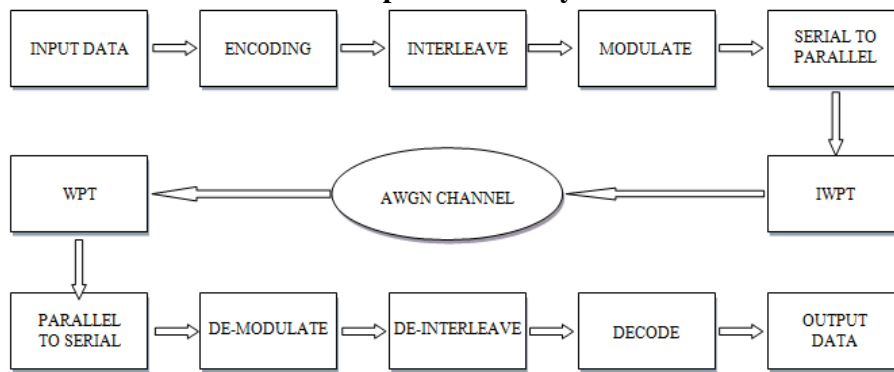 INPUT DATA
ENCODING
INTERLEAVE
MODULATE
SERIAL TO
PARALLEL
WPT
AWGN CHANNEL
IWPT
PARALLEL
TO SERIAL
DE-MODULATE
DE-INTERLEAVE
DECODE
OUTPUT
DATA